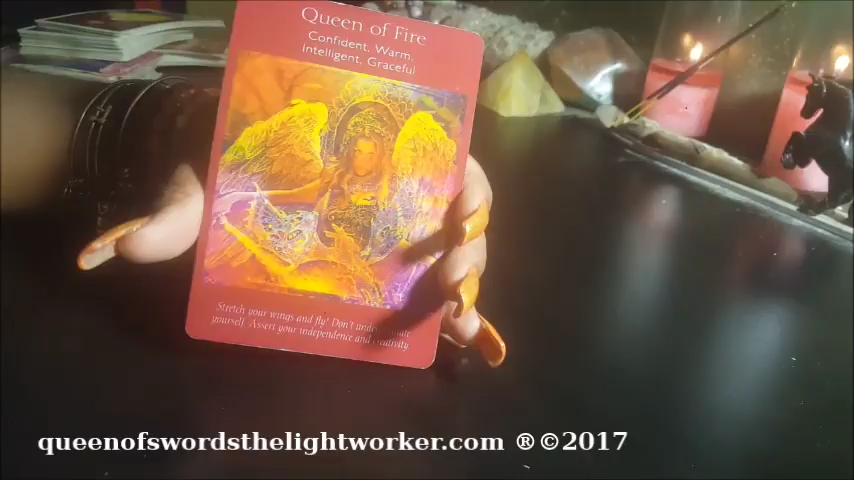 Queen of Fire
Confident, Warm,
Intelligent, Graceful
Stretch your wings and fly! Don't
yourself. Assert your independence and creativity.
queenofswordsthelightworker.com ®©2017